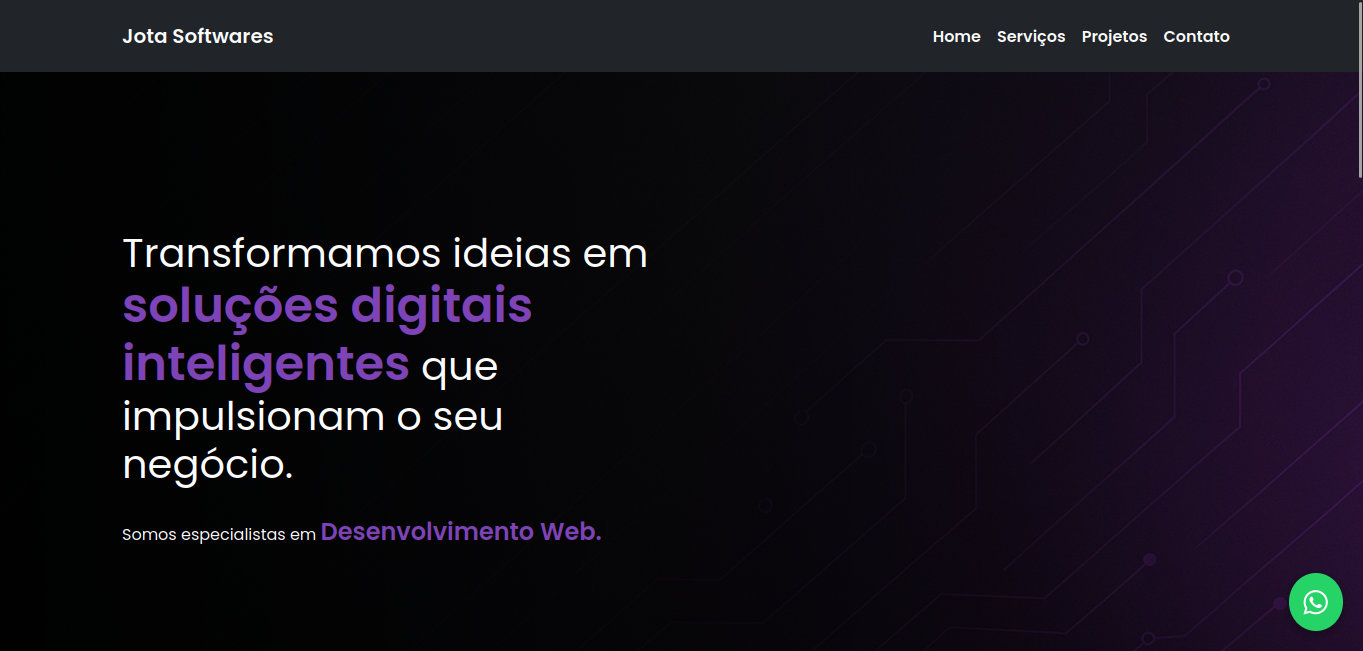 Jota Softwares
Home Serviços Projetos Contato
Transformamos ideias em
soluções digitais
inteligentes que
impulsionam o seu
negócio.
Somos especialistas em Desenvolvimento Web.